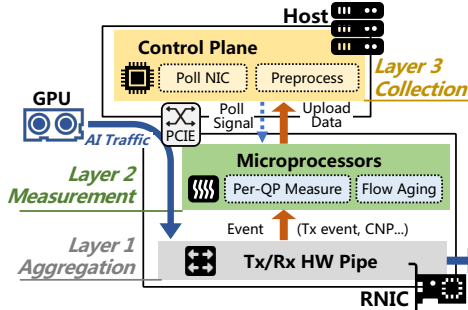 Host
Control Plane
Poll NIC
Preprocess
Layer 3
Collection
GPU
AI Traffic
PCIE
Poll
Signal
Upload
Data
Layer 2
Measurement
Microprocessors
Per-QP Measure
Flow Aging
Event
(Tx event, CNP...)
Layer 1
Aggregation
Tx/Rx HW Pipe
RNIC